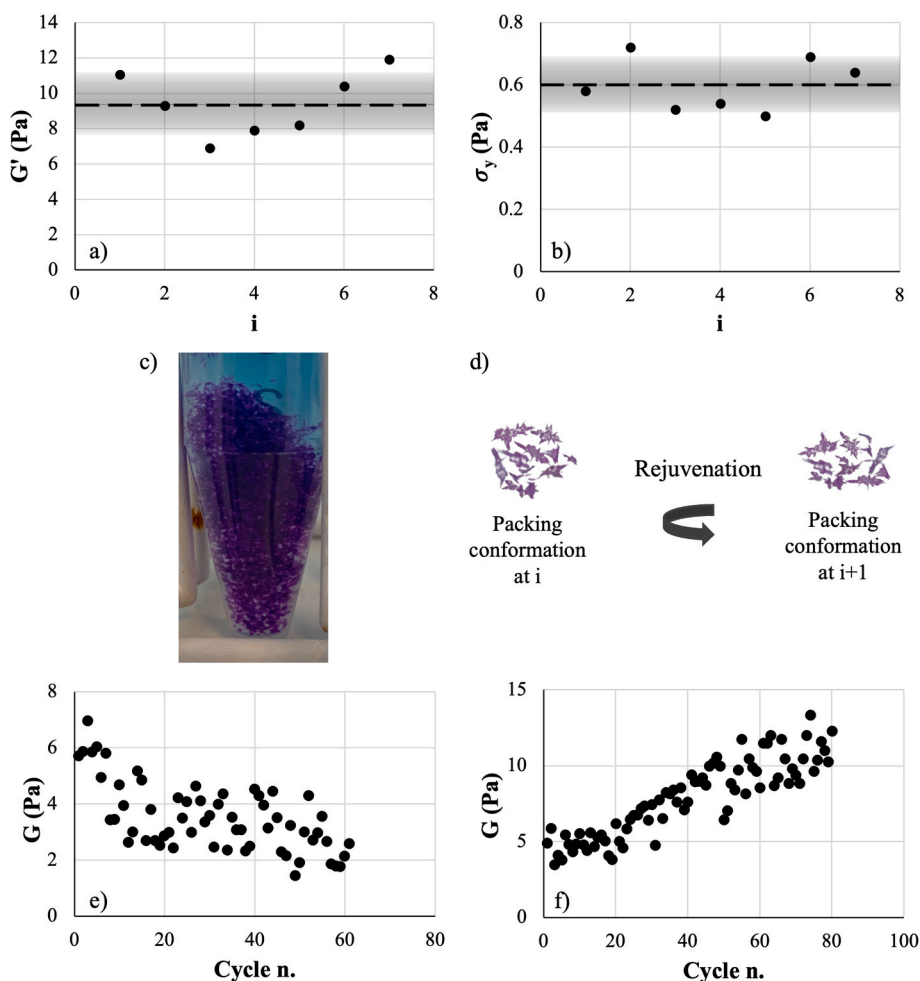 14
12
10
8
6
4
2
0
G' (Pa)
a)
0
2
4
6
8
i
0.8
0.6
0.4
0.2
0
σy (Pa)
b)
0
2
4
6
8
i
c)
d)
Rejuvenation
Packing
conformation
at i
Packing
conformation
at i+1
8
6
4
2
0
G (Pa)
e)
0
20
40
60
80
Cycle n.
15
10
5
0
G (Pa)
f)
0
20
40
60
80
100
Cycle n.